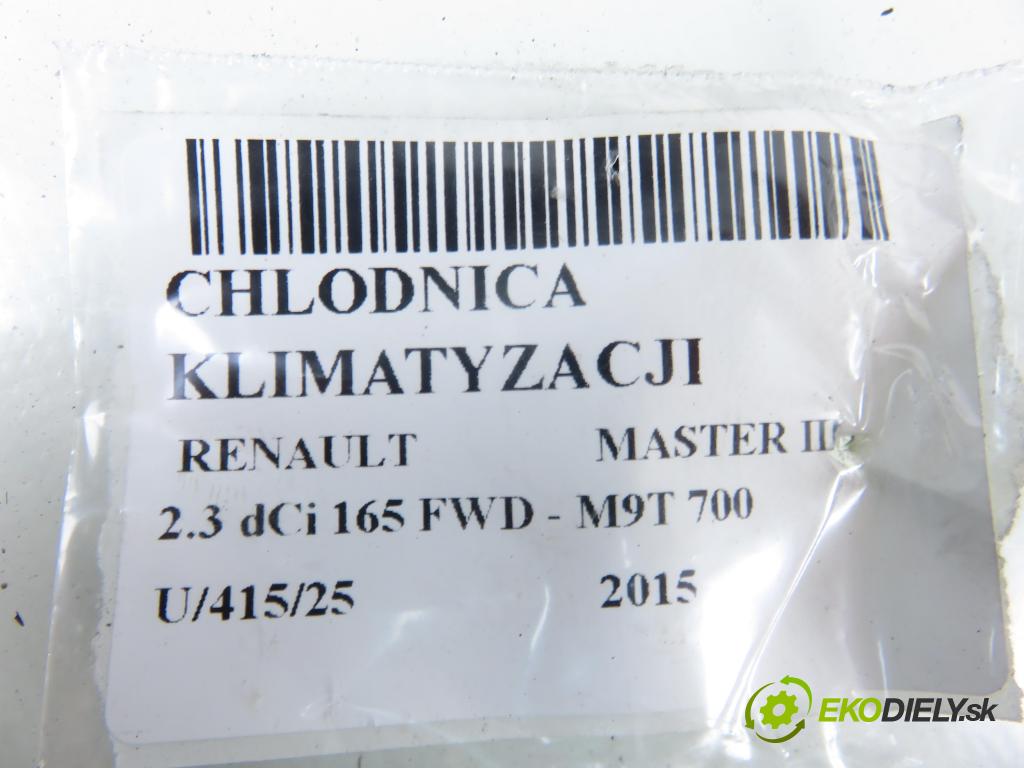 CHLODNICA
KLIMATYZACJI
RENAULT MASTER III
2.3 dCi 165 FWD - M9T 700
U/415/25 2015
EKODIELY.sk